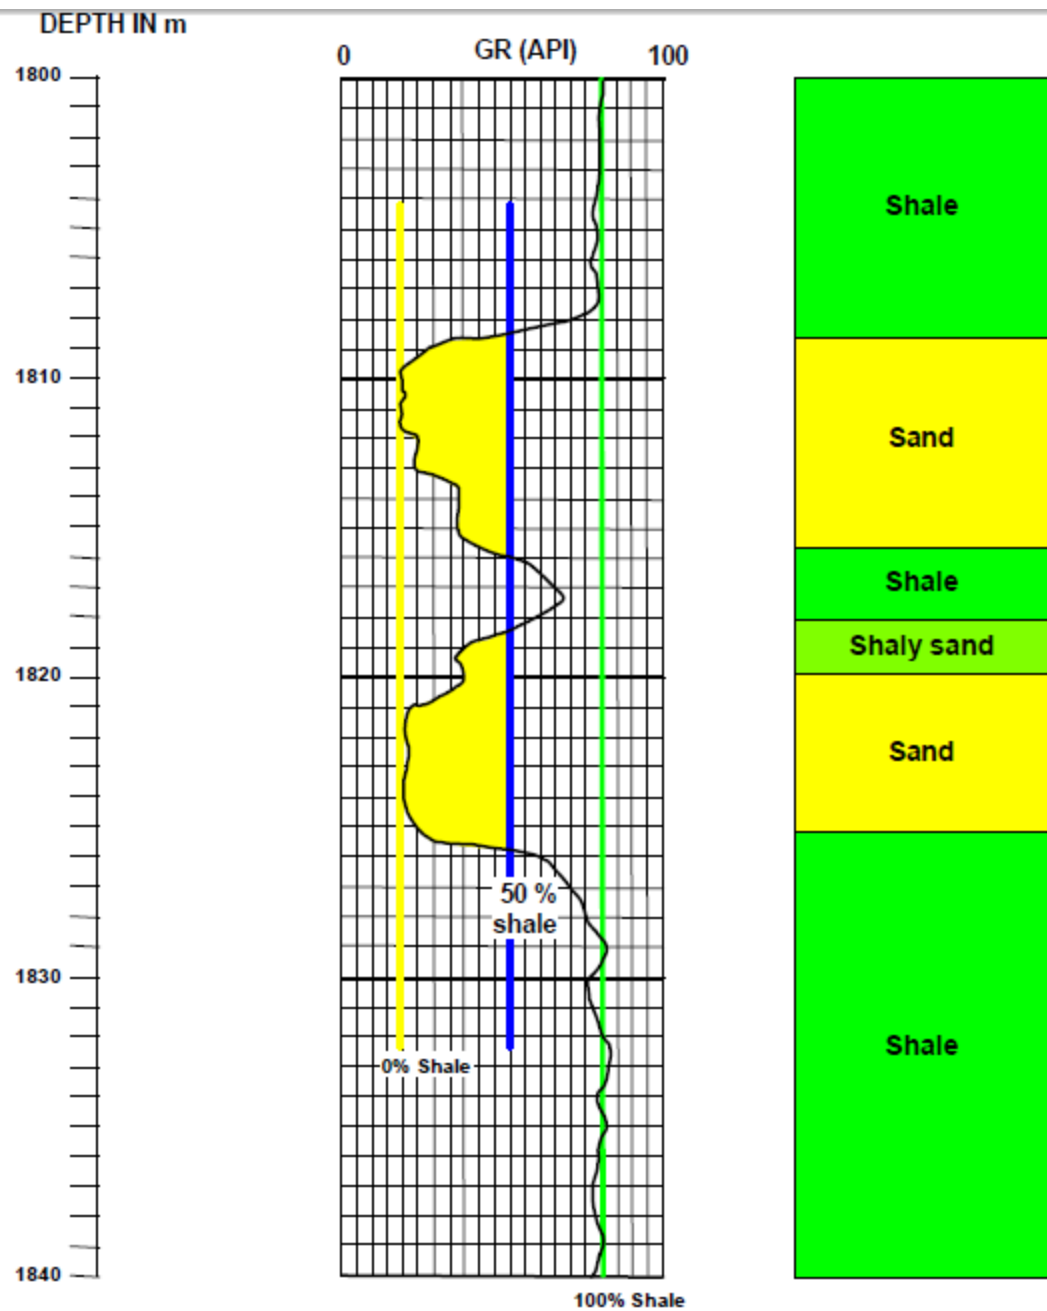 DEPTH IN m
0 GR (API) 100
1800
Shale
1810
Sand
Shale
Shaly sand
1820
Sand
50 %
shale
1830
Shale
0% Shale
1840
100% Shale